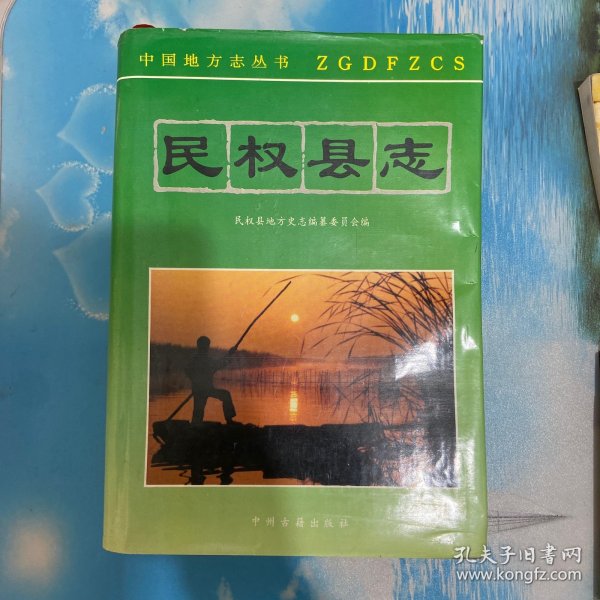 中国地方志丛书 ZGDFZCS
民权县志
民权县地方史志编纂委员会编
中州古籍出版社
孔夫子旧书网
www.kongfz.com